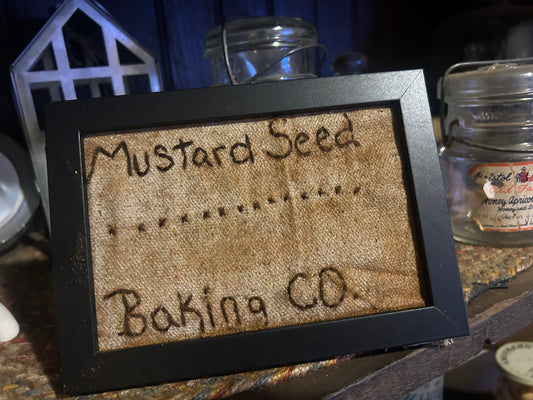 Mustard Seed
Baking CO.
Honey Apricot